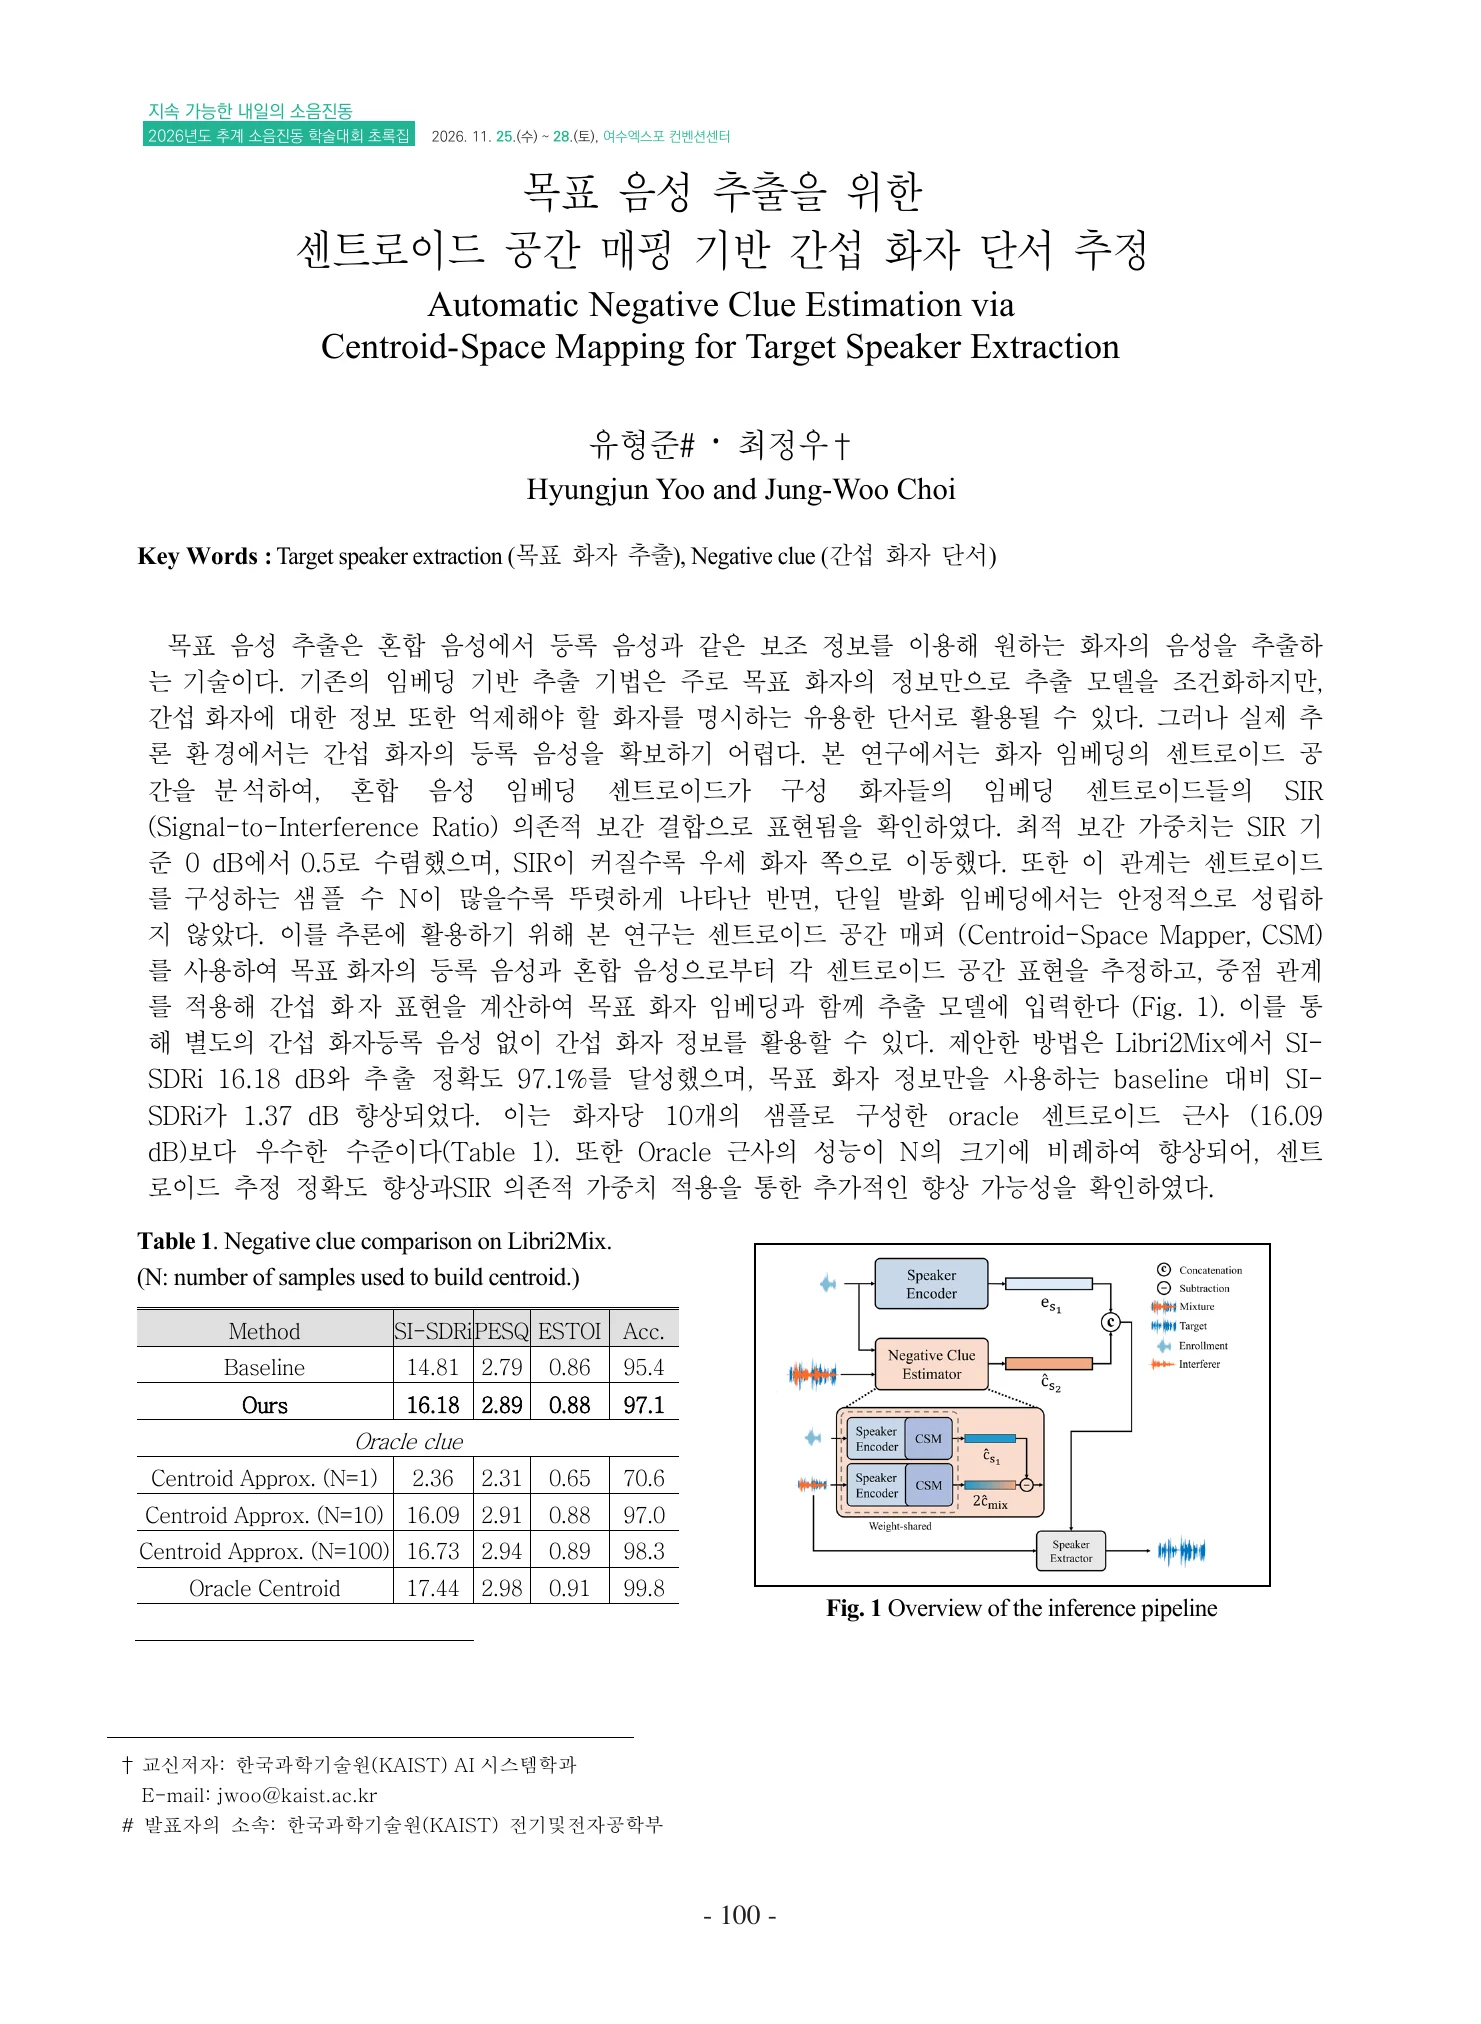 지속 가능한 내일의 소음진동
2026년도 추계 소음진동 학술대회 초록집 2026. 11. 25.(수) ~ 28.(토), 여수엑스포 컨벤션센터
목표 음성 추출을 위한
센트로이드 공간 매핑 기반 간섭 화자 단서 추정
Automatic Negative Clue Estimation via
Centroid-Space Mapping for Target Speaker Extraction
유형준# · 최정우†
Hyungjun Yoo and Jung-Woo Choi
Key Words : Target speaker extraction (목표 화자 추출), Negative clue (간섭 화자 단서)
목표 음성 추출은 혼합 음성에서 등록 음성과 같은 보조 정보를 이용해 원하는 화자의 음성을 추출하
는 기술이다. 기존의 임베딩 기반 추출 기법은 주로 목표 화자의 정보만으로 추출 모델을 조건화하지만,
간섭 화자에 대한 정보 또한 억제해야 할 화자를 명시하는 유용한 단서로 활용될 수 있다. 그러나 실제 추
론 환경에서는 간섭 화자의 등록 음성을 확보하기 어렵다. 본 연구에서는 화자 임베딩의 센트로이드 공
간을 분석하여, 혼합 음성 임베딩 센트로이드가 구성 화자들의 임베딩 센트로이드들의 SIR
(Signal-to-Interference Ratio) 의존적 보간 결합으로 표현됨을 확인하였다. 최적 보간 가중치는 SIR 기
준 0 dB에서 0.5로 수렴했으며, SIR이 커질수록 우세 화자 쪽으로 이동했다. 또한 이 관계는 센트로이드
를 구성하는 샘플 수 N이 많을수록 뚜렷하게 나타난 반면, 단일 발화 임베딩에서는 안정적으로 성립하
지 않았다. 이를 추론에 활용하기 위해 본 연구는 센트로이드 공간 매퍼 (Centroid-Space Mapper, CSM)
를 사용하여 목표 화자의 등록 음성과 혼합 음성으로부터 각 센트로이드 공간 표현을 추정하고, 중점 관계
를 적용해 간섭 화자 표현을 계산하여 목표 화자 임베딩과 함께 추출 모델에 입력한다 (Fig. 1). 이를 통
해 별도의 간섭 화자등록 음성 없이 간섭 화자 정보를 활용할 수 있다. 제안한 방법은 Libri2Mix에서 SI-
SDRi 16.18 dB와 추출 정확도 97.1%를 달성했으며, 목표 화자 정보만을 사용하는 baseline 대비 SI-
SDRi가 1.37 dB 향상되었다. 이는 화자당 10개의 샘플로 구성한 oracle 센트로이드 근사 (16.09
dB)보다 우수한 수준이다(Table 1). 또한 Oracle 근사의 성능이 N의 크기에 비례하여 향상되어, 센트
로이드 추정 정확도 향상과SIR 의존적 가중치 적용을 통한 추가적인 향상 가능성을 확인하였다.
Table 1. Negative clue comparison on Libri2Mix.
(N: number of samples used to build centroid.)
Method SI-SDRi PESQ ESTOI Acc.
Baseline 14.81 2.79 0.86 95.4
Ours 16.18 2.89 0.88 97.1
Oracle clue
Centroid Approx. (N=1) 2.36 2.31 0.65 70.6
Centroid Approx. (N=10) 16.09 2.91 0.88 97.0
Centroid Approx. (N=100) 16.73 2.94 0.89 98.3
Oracle Centroid 17.44 2.98 0.91 99.8
Speaker
Encoder
e_s₁
Negative Clue
Estimator
ĉ_s₂
c
Speaker
Encoder
CSM
ĉ_s₁
Speaker
Encoder
CSM
2ĉ_mix
−
Weight-shared
Speaker
Extractor
c Concatenation
− Subtraction
Mixture
Target
Enrollment
Interferer
Fig. 1 Overview of the inference pipeline
† 교신저자: 한국과학기술원(KAIST) AI 시스템학과
E-mail: jwoo@kaist.ac.kr
# 발표자의 소속: 한국과학기술원(KAIST) 전기및전자공학부
- 100 -